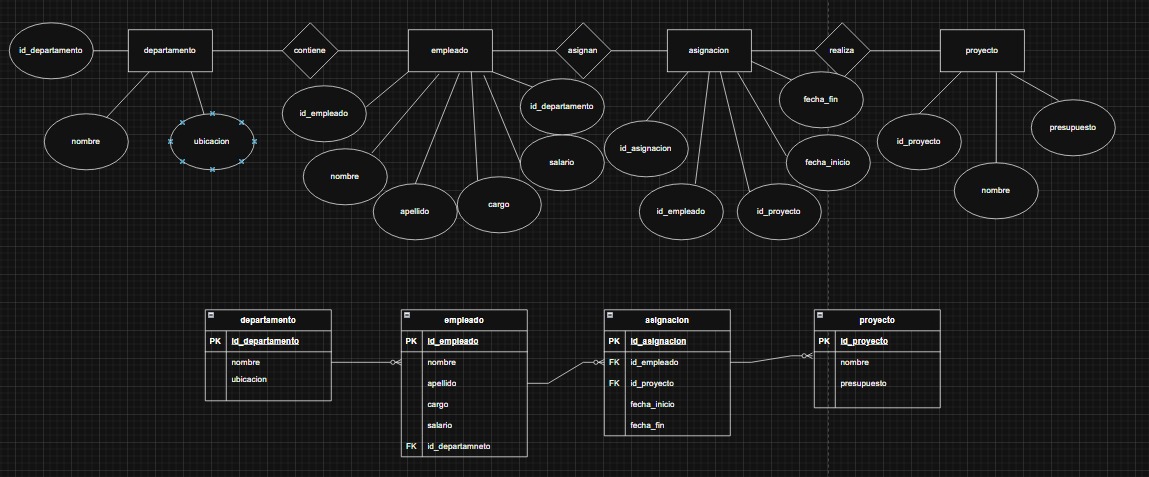 id_departamento
departamento
contiene
empleado
asignan
asignacion
realiza
proyecto
nombre
ubicacion
id_empleado
nombre
apellido
cargo
salario
id_departamento
id_asignacion
id_empleado
id_proyecto
fecha_inicio
fecha_fin
id_proyecto
nombre
presupuesto
departamento
PK id_departamento
nombre
ubicacion
empleado
PK id_empleado
nombre
apellido
cargo
salario
FK id_departamneto
asignacion
PK id_asignacion
FK id_empleado
FK id_proyecto
fecha_inicio
fecha_fin
proyecto
PK id_proyecto
nombre
presupuesto